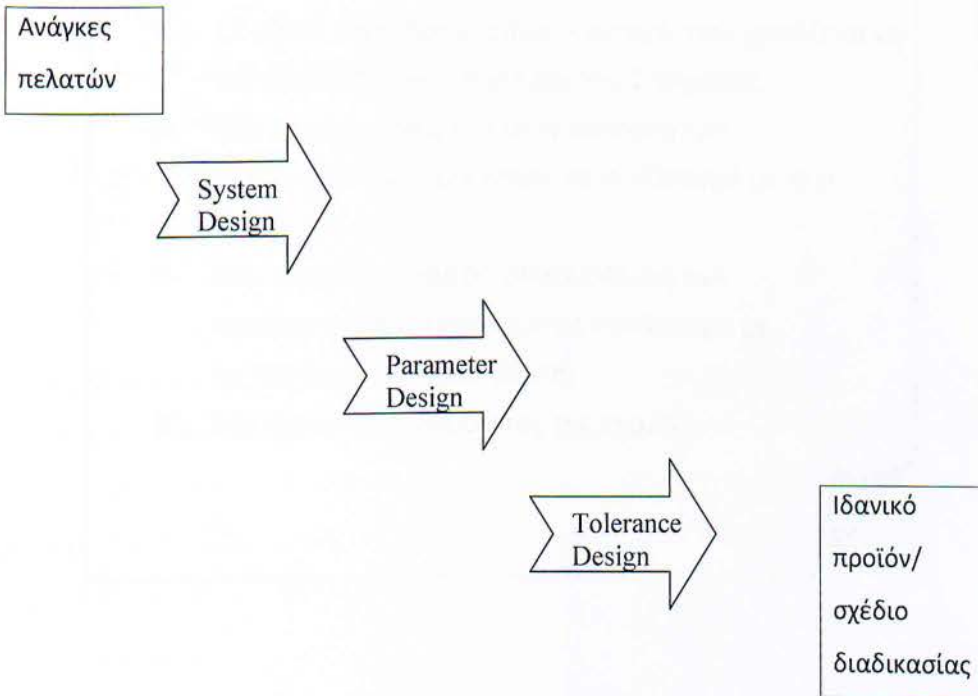 Ανάγκες
πελατών
System
Design
Parameter
Design
Tolerance
Design
Ιδανικό
προϊόν/
σχέδιο
διαδικασίας